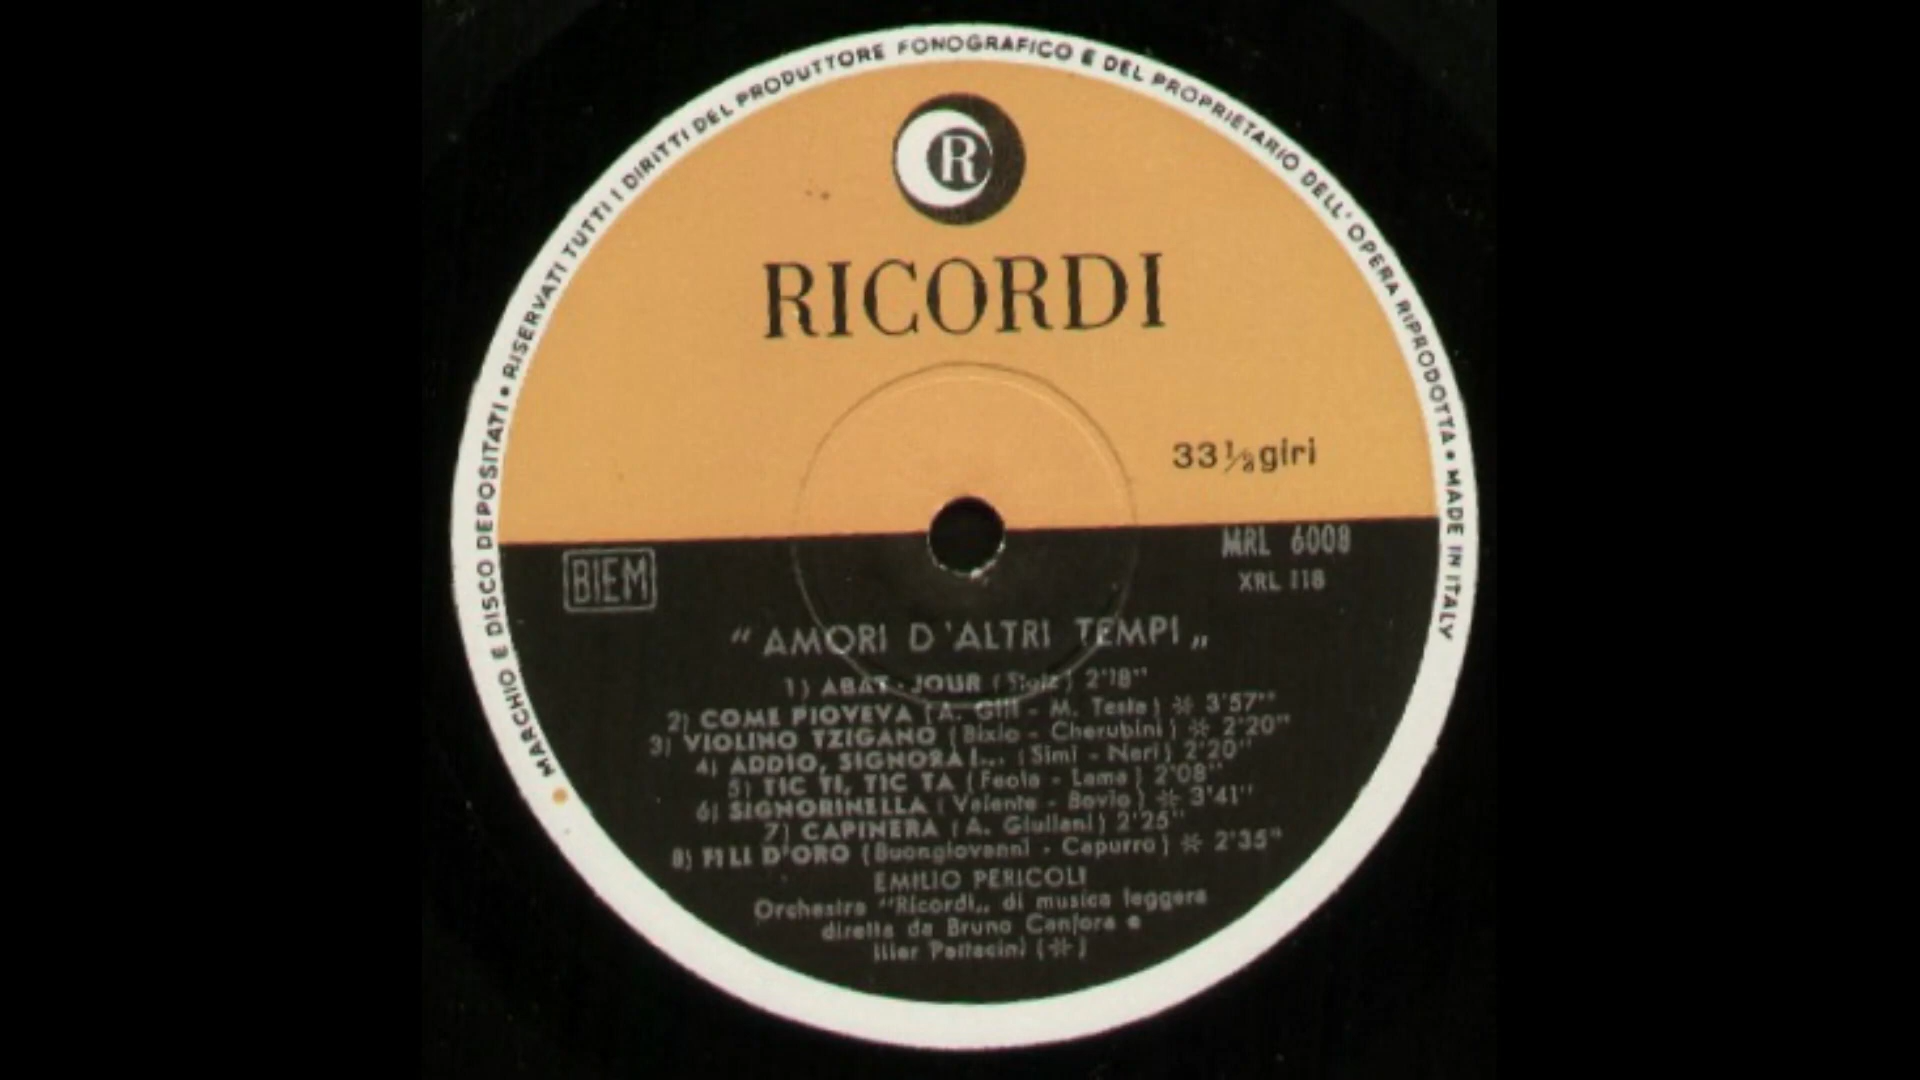 MARCHIO E DISCO DEPOSITATI • RISERVATI TUTTI I DIRITTI DEL PRODUTTORE FONOGRAFICO E DEL PROPRIETARIO DELL'OPERA RIPRODOTTA • MADE IN ITALY
R
RICORDI
33 1/3 giri
BIEM
MRL 6008
XRL 118
“ AMORI D'ALTRI TEMPI „
1) ABAT-JOUR (Stolz) 2'18''
2) COME PIOVEVA (A. Gill - M. Testa) ※ 3'57''
3) VIOLINO TZIGANO (Bixio - Cherubini) ※ 2'20''
4) ADDIO, SIGNORA!... (Simi - Neri) 2'20''
5) TIC TI, TIC TA (Feola - Lama) 2'08''
6) SIGNORINELLA (Valente - Bovio) ※ 3'41''
7) CAPINERA (A. Giuliani) 2'25''
8) FILI D'ORO (Buongiovanni - Capurro) ※ 2'35''
EMILIO PERICOLI
Orchestra “Ricordi„ di musica leggera
diretta da Bruno Canfora e
Iller Pattacini (※)